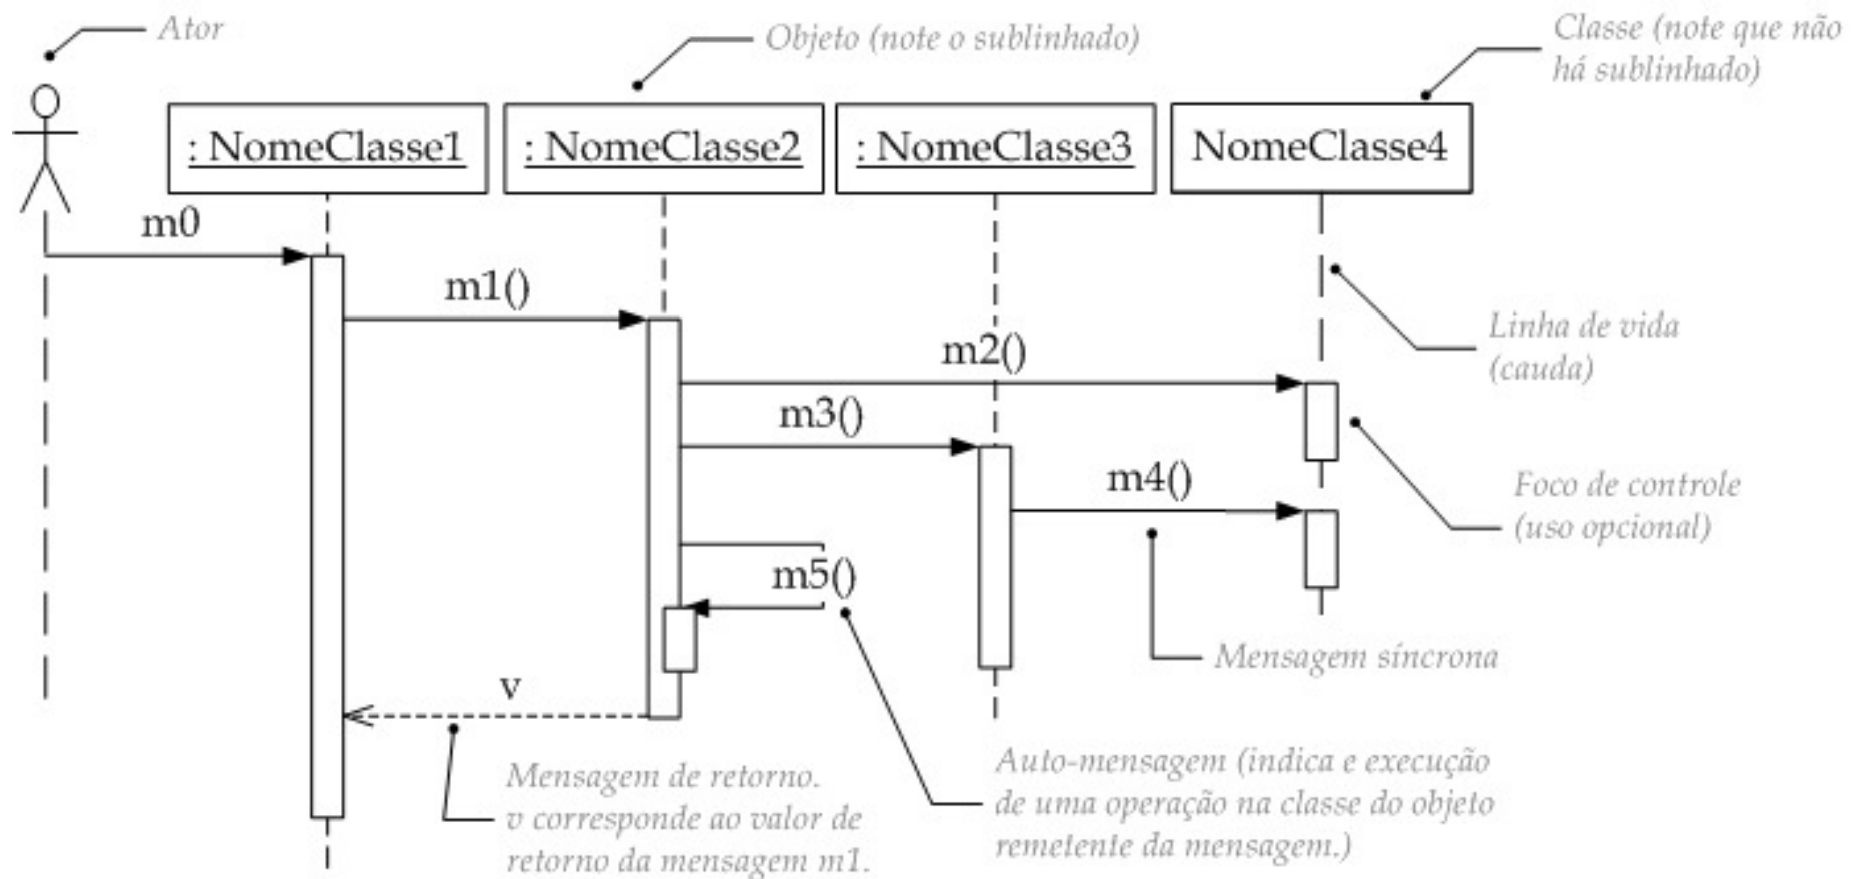 Ator
Objeto (note o sublinhado)
Classe (note que não
há sublinhado)
: NomeClasse1
: NomeClasse2
: NomeClasse3
NomeClasse4
m0
m1()
m2()
m3()
m4()
m5()
v
Linha de vida
(cauda)
Foco de controle
(uso opcional)
Mensagem síncrona
Mensagem de retorno.
v corresponde ao valor de
retorno da mensagem m1.
Auto-mensagem (indica e execução
de uma operação na classe do objeto
remetente da mensagem.)